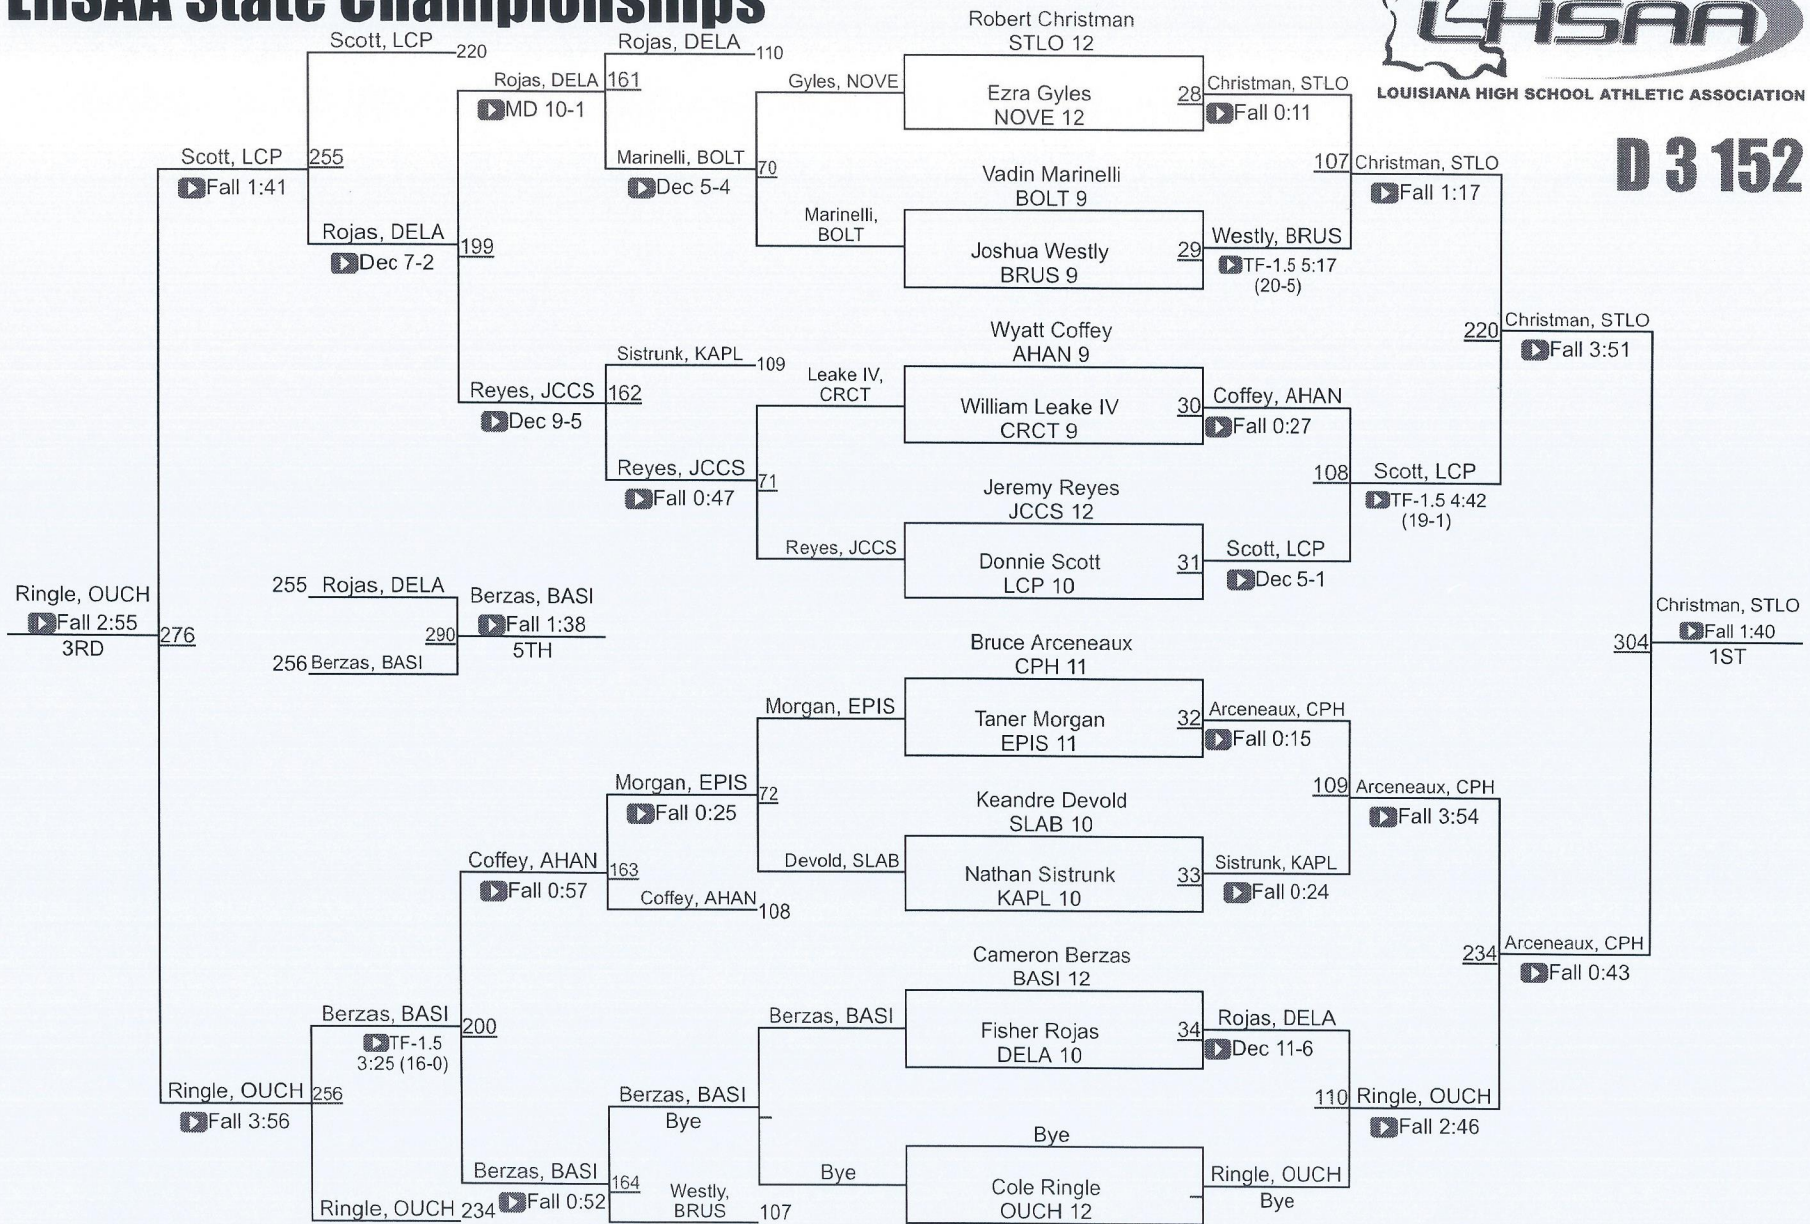 LHSAA State Championships
LHSAA
LOUISIANA HIGH SCHOOL ATHLETIC ASSOCIATION
D 3 152
Scott, LCP
220
Scott, LCP
255
Fall 1:41
Rojas, DELA
199
Dec 7-2
Rojas, DELA
161
MD 10-1
Rojas, DELA
110
Marinelli, BOLT
70
Dec 5-4
Gyles, NOVE
Marinelli,
BOLT
Reyes, JCCS
162
Dec 9-5
Sistrunk, KAPL
109
Reyes, JCCS
71
Fall 0:47
Leake IV,
CRCT
Reyes, JCCS
Ringle, OUCH
Fall 2:55
276
3RD
255 Rojas, DELA
256 Berzas, BASI
290
Berzas, BASI
Fall 1:38
5TH
Morgan, EPIS
Morgan, EPIS
72
Fall 0:25
Devold, SLAB
Coffey, AHAN
163
Fall 0:57
Coffey, AHAN
108
Berzas, BASI
200
TF-1.5
3:25 (16-0)
Ringle, OUCH
256
Fall 3:56
Ringle, OUCH 234
Berzas, BASI
164
Fall 0:52
Berzas, BASI
Bye
Westly,
BRUS
107
Berzas, BASI
Bye
Robert Christman
STLO 12
Ezra Gyles
NOVE 12
28
Vadin Marinelli
BOLT 9
Joshua Westly
BRUS 9
29
Wyatt Coffey
AHAN 9
William Leake IV
CRCT 9
30
Jeremy Reyes
JCCS 12
Donnie Scott
LCP 10
31
Bruce Arceneaux
CPH 11
Taner Morgan
EPIS 11
32
Keandre Devold
SLAB 10
Nathan Sistrunk
KAPL 10
33
Cameron Berzas
BASI 12
Fisher Rojas
DELA 10
34
Bye
Cole Ringle
OUCH 12
Christman, STLO
Fall 0:11
Westly, BRUS
TF-1.5 5:17
(20-5)
Coffey, AHAN
Fall 0:27
Scott, LCP
Dec 5-1
Arceneaux, CPH
Fall 0:15
Sistrunk, KAPL
Fall 0:24
Rojas, DELA
Dec 11-6
Ringle, OUCH
Bye
107 Christman, STLO
Fall 1:17
108 Scott, LCP
TF-1.5 4:42
(19-1)
109 Arceneaux, CPH
Fall 3:54
110 Ringle, OUCH
Fall 2:46
220 Christman, STLO
Fall 3:51
234 Arceneaux, CPH
Fall 0:43
Christman, STLO
304
Fall 1:40
1ST